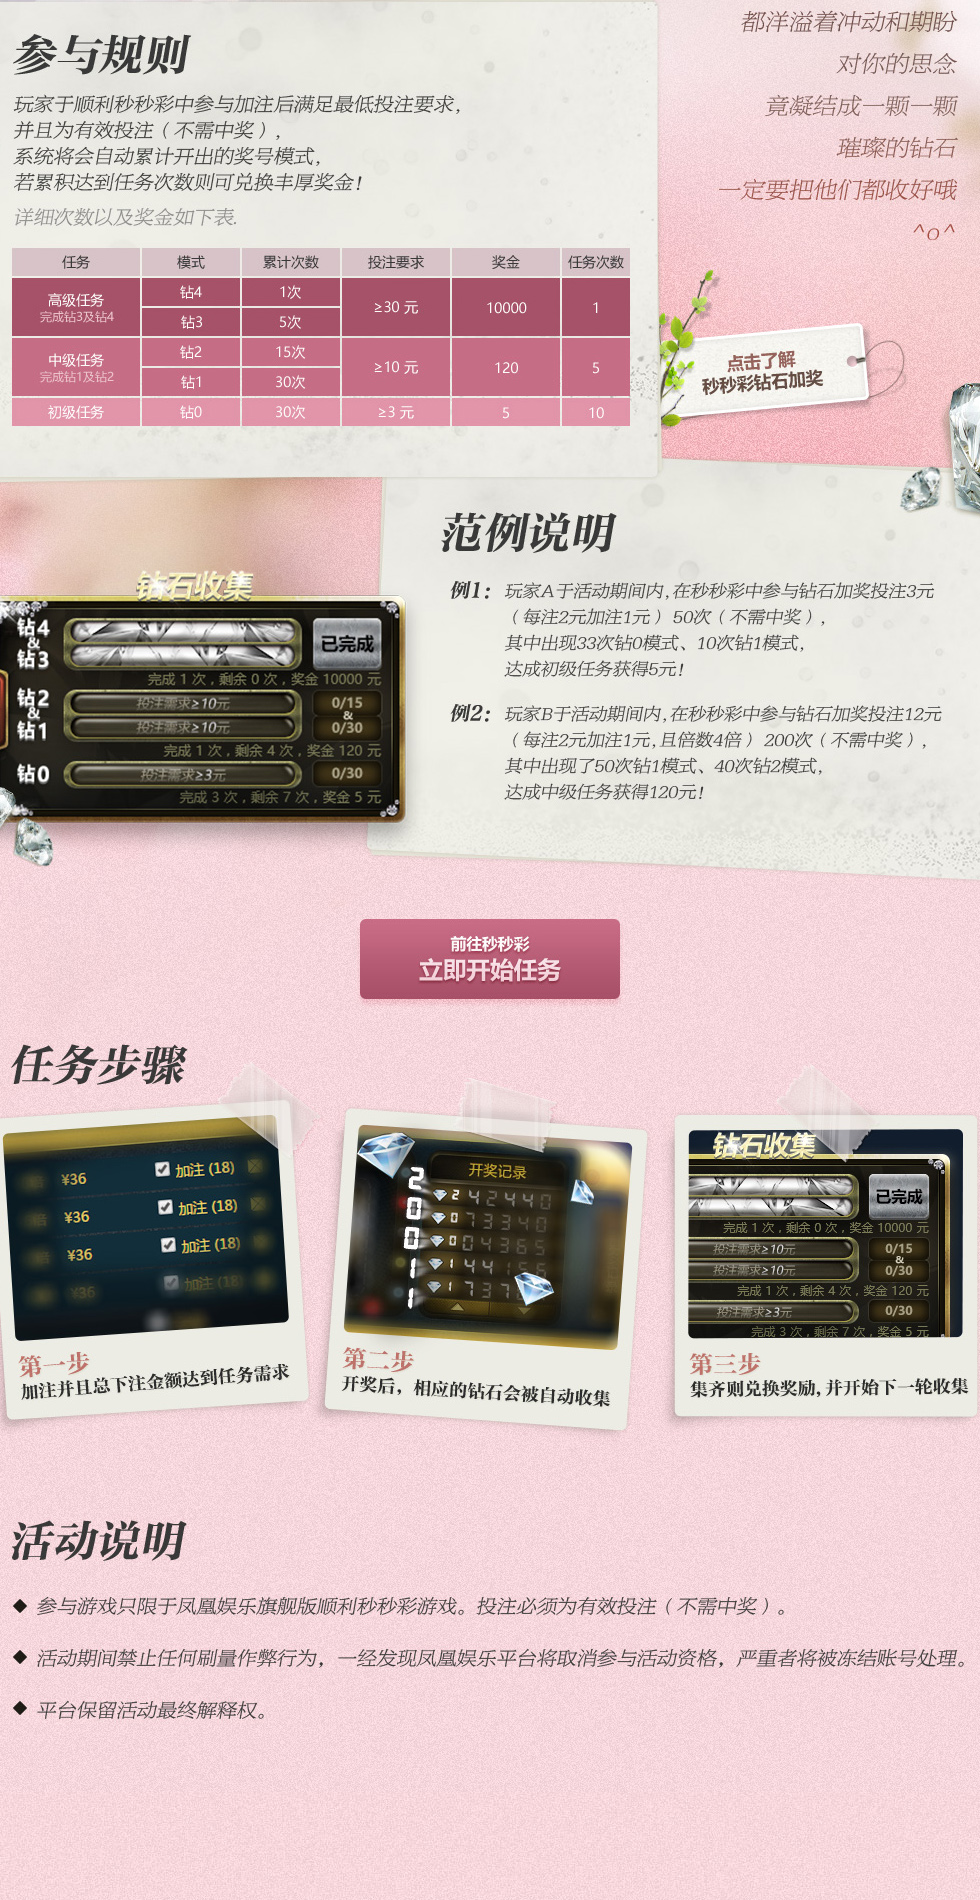 都洋溢着冲动和期盼
对你的思念
竟凝结成一颗一颗
璀璨的钻石
一定要把他们都收好哦
^o^
参与规则
玩家于顺利秒秒彩中参与加注后满足最低投注要求，
并且为有效投注（不需中奖），
系统将会自动累计开出的奖号模式，
若累积达到任务次数则可兑换丰厚奖金！
详细次数以及奖金如下表.
任务 模式 累计次数 投注要求 奖金 任务次数
高级任务 完成钻3及钻4 钻4 1次 ≥30 元 10000 1
钻3 5次
中级任务 完成钻1及钻2 钻2 15次 ≥10 元 120 5
钻1 30次
初级任务 钻0 30次 ≥3 元 5 10
点击了解
秒秒彩钻石加奖
范例说明
例1： 玩家A于活动期间内，在秒秒彩中参与钻石加奖投注3元
（每注2元加注1元）50次（不需中奖），
其中出现33次钻0模式、10次钻1模式，
达成初级任务获得5元！
例2： 玩家B于活动期间内，在秒秒彩中参与钻石加奖投注12元
（每注2元加注1元，且倍数4倍）200次（不需中奖），
其中出现了50次钻1模式、40次钻2模式，
达成中级任务获得120元！
钻石收集
钻4
&
钻3
已完成
完成 1 次，剩余 0 次，奖金 10000 元
钻2
&
钻1
投注需求≥10元 0/15
&
投注需求≥10元 0/30
完成 1 次，剩余 4 次，奖金 120 元
钻0 投注需求≥3元 0/30
完成 3 次，剩余 7 次，奖金 5 元
前往秒秒彩
立即开始任务
任务步骤
¥36 加注 (18)
¥36 加注 (18)
¥36 加注 (18)
¥36 加注 (18)
第一步
加注并且总下注金额达到任务需求
开奖记录
2 0 0 1 1
2 42440
0 73340
0 04365
1 44155
1 737
第二步
开奖后，相应的钻石会被自动收集
钻石收集
已完成
完成 1 次，剩余 0 次，奖金 10000 元
投注需求≥10元 0/15
&
投注需求≥10元 0/30
完成 1 次，剩余 4 次，奖金 120 元
投注需求≥3元 0/30
完成 3 次，剩余 7 次，奖金 5 元
第三步
集齐则兑换奖励，并开始下一轮收集
活动说明
◆ 参与游戏只限于凤凰娱乐旗舰版顺利秒秒彩游戏。投注必须为有效投注（不需中奖）。
◆ 活动期间禁止任何刷量作弊行为，一经发现凤凰娱乐平台将取消参与活动资格，严重者将被冻结账号处理。
◆ 平台保留活动最终解释权。